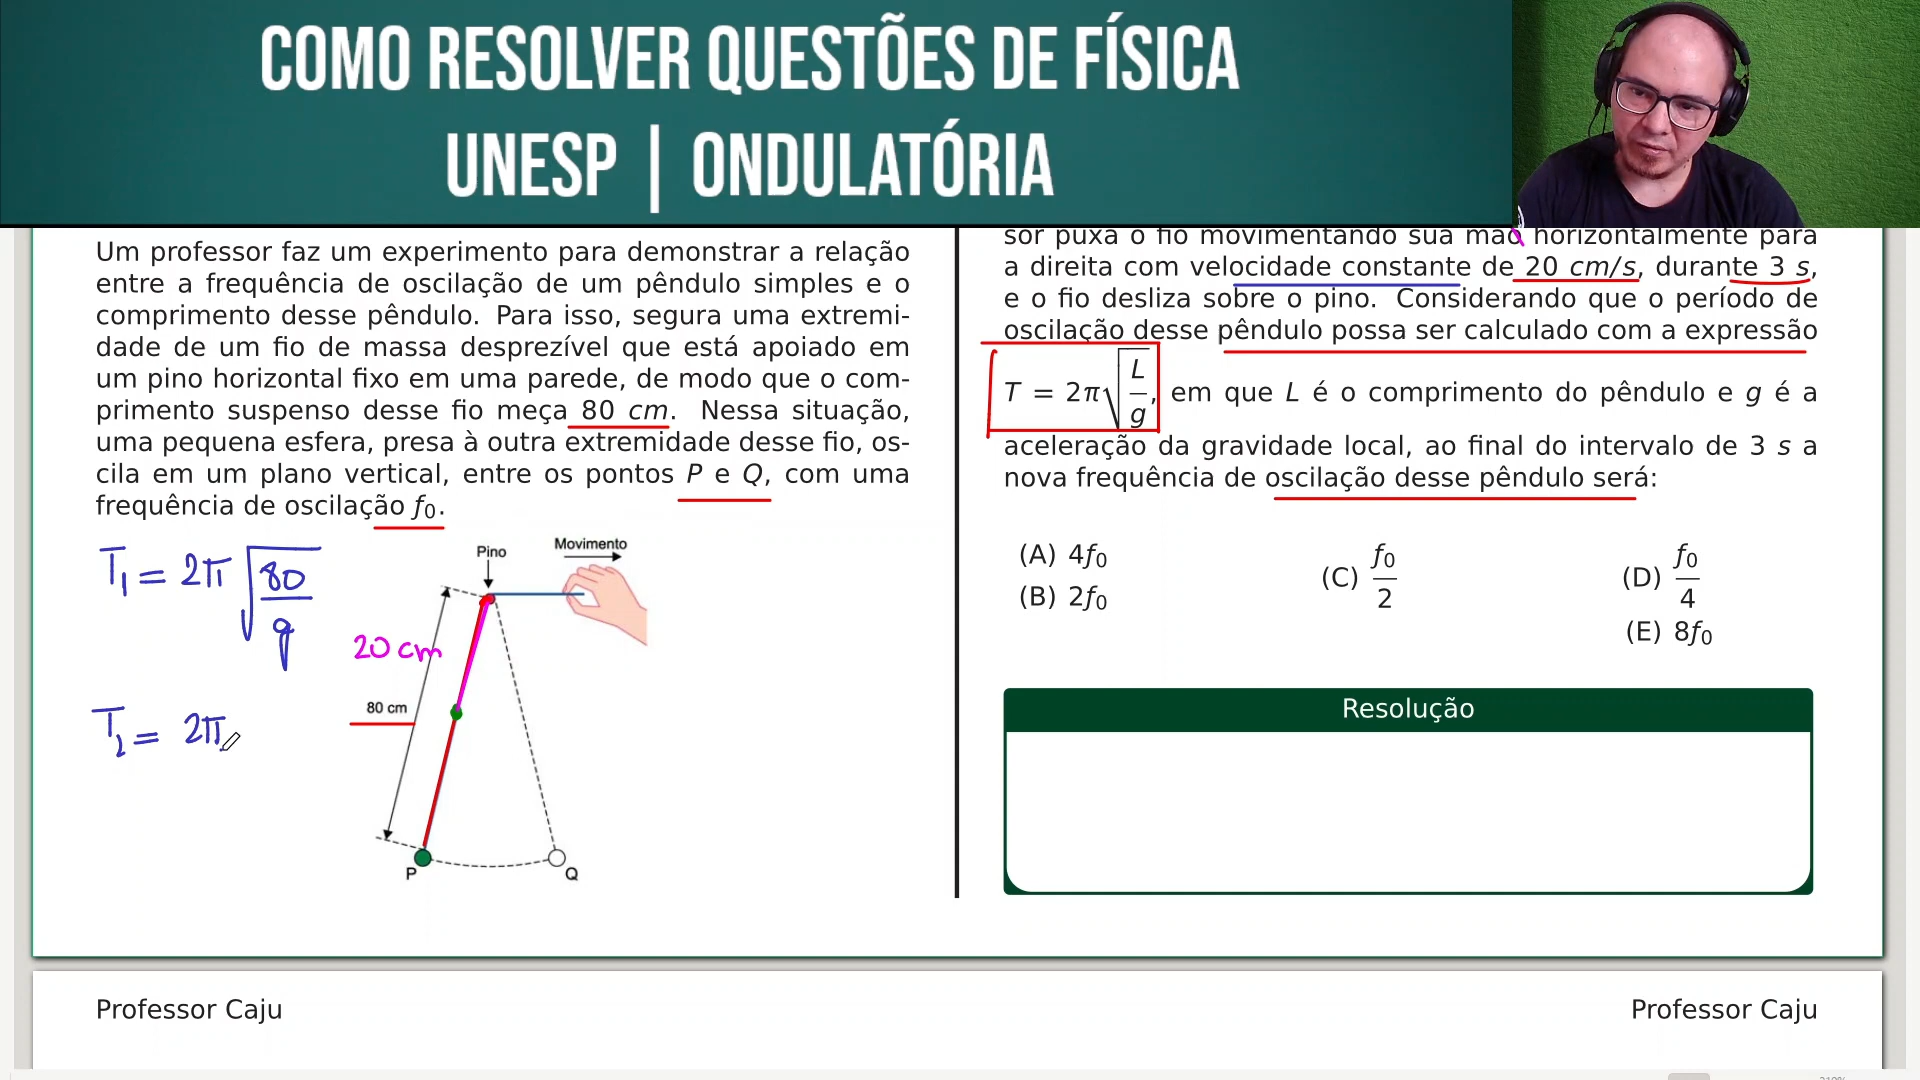 COMO RESOLVER QUESTÕES DE FÍSICA
UNESP | ONDULATÓRIA
Um professor faz um experimento para demonstrar a relação
entre a frequência de oscilação de um pêndulo simples e o
comprimento desse pêndulo. Para isso, segura uma extremi-
dade de um fio de massa desprezível que está apoiado em
um pino horizontal fixo em uma parede, de modo que o com-
primento suspenso desse fio meça 80 cm. Nessa situação,
uma pequena esfera, presa à outra extremidade desse fio, os-
cila em um plano vertical, entre os pontos P e Q, com uma
frequência de oscilação f₀.
T₁ = 2π √(80/g)
T₂ = 2π
Pino
Movimento
20 cm
80 cm
P
Q
sor puxa o fio movimentando sua mão horizontalmente para
a direita com velocidade constante de 20 cm/s, durante 3 s,
e o fio desliza sobre o pino. Considerando que o período de
oscilação desse pêndulo possa ser calculado com a expressão
T = 2π√(L/g), em que L é o comprimento do pêndulo e g é a
aceleração da gravidade local, ao final do intervalo de 3 s a
nova frequência de oscilação desse pêndulo será:
(A) 4f₀
(B) 2f₀
(C) f₀/2
(D) f₀/4
(E) 8f₀
Resolução
Professor Caju
Professor Caju